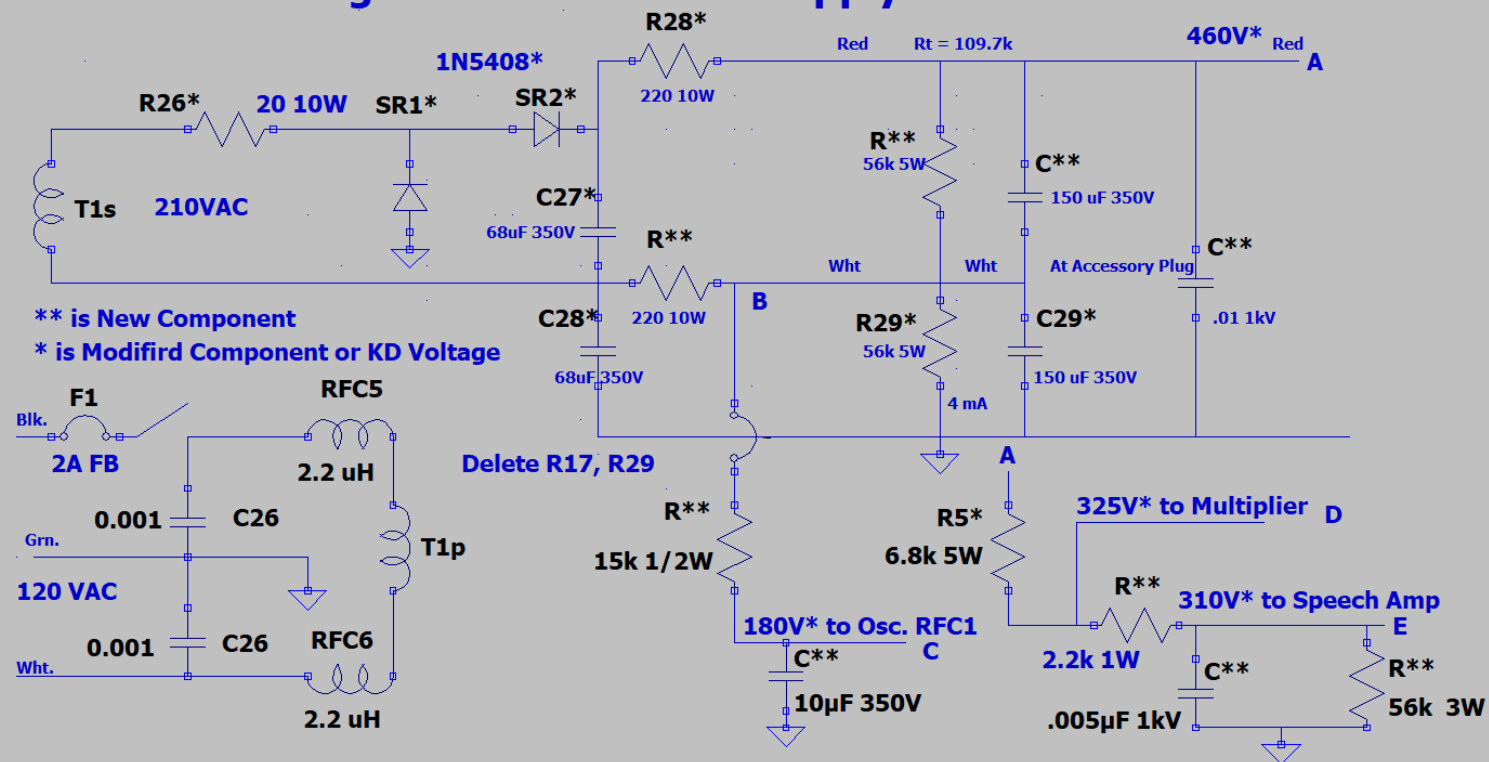 R28*
Red
Rt = 109.7k
460V*
Red
A
1N5408*
220 10W
R26*
20 10W
SR1*
SR2*
R**
56k 5W
C**
150 uF 350V
T1s
210VAC
C27*
68uF 350V
R**
Wht
Wht
At Accessory Plug
C**
B
220 10W
.01 1kV
** is New Component
* is Modifird Component or KD Voltage
C28*
68uF 350V
R29*
56k 5W
C29*
150 uF 350V
4 mA
F1
Blk.
2A FB
RFC5
2.2 uH
Delete R17, R29
A
0.001
C26
Grn.
120 VAC
T1p
R**
15k 1/2W
R5*
6.8k 5W
325V* to Multiplier
D
R**
310V* to Speech Amp
E
0.001
C26
RFC6
Wht.
2.2 uH
180V* to Osc. RFC1
C
C**
10µF 350V
2.2k 1W
C**
.005µF 1kV
R**
56k 3W